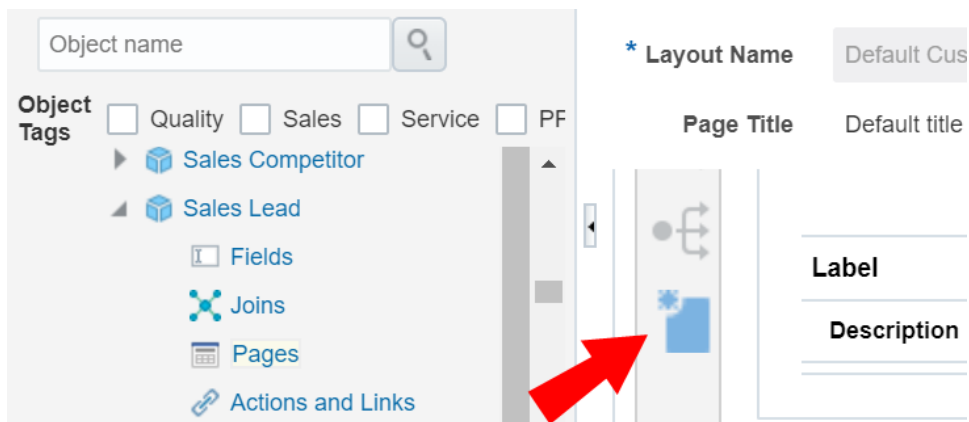 Object name
* Layout Name Default Cus
Object Tags Quality Sales Service PF
Page Title Default title
Sales Competitor
Sales Lead
Fields
Label
Joins
Description
Pages
Actions and Links